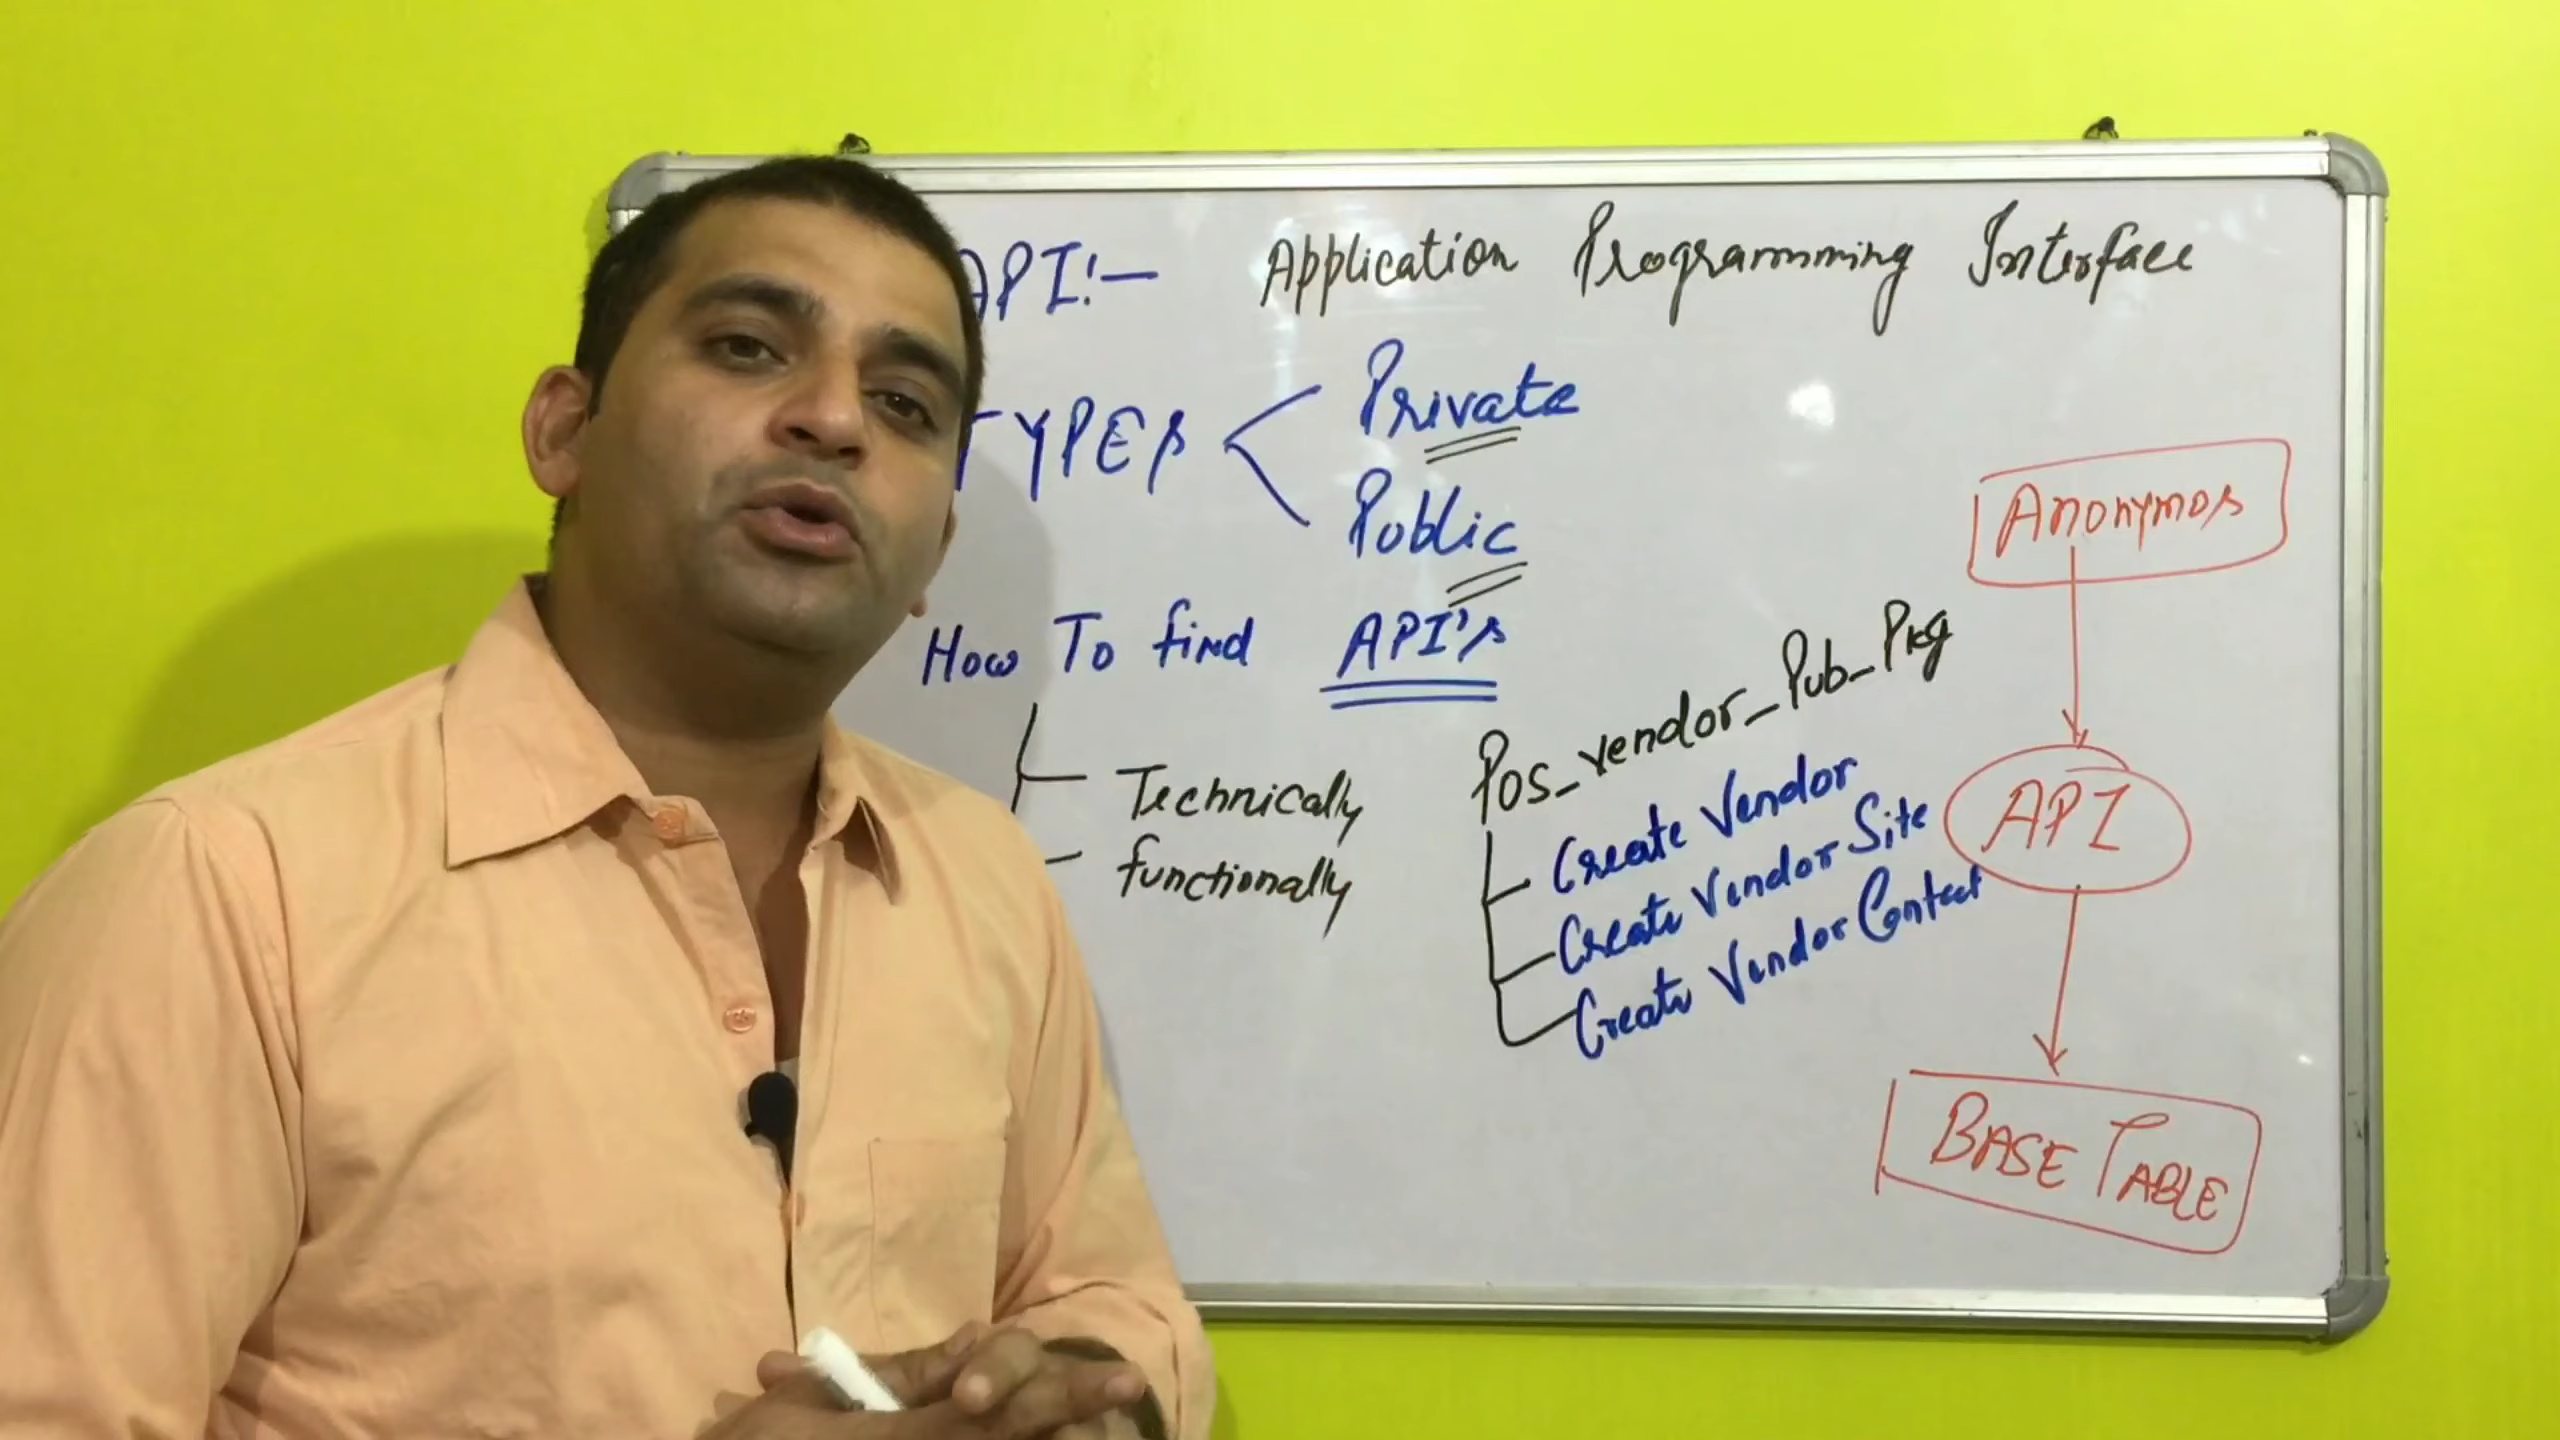 API:- Application Programming Interface
TYPES Private
Public
How To find API's
Technically
functionally
Pos_vendor_Pub_Pkg
Create Vendor
Create Vendor Site
Create Vendor Contact
Anonymos
API
BASE TABLE